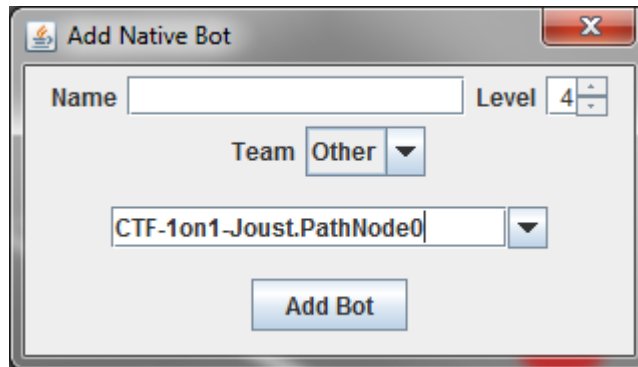 Add Native Bot
Name Level 4
Team Other
CTF-1on1-Joust.PathNode0
Add Bot